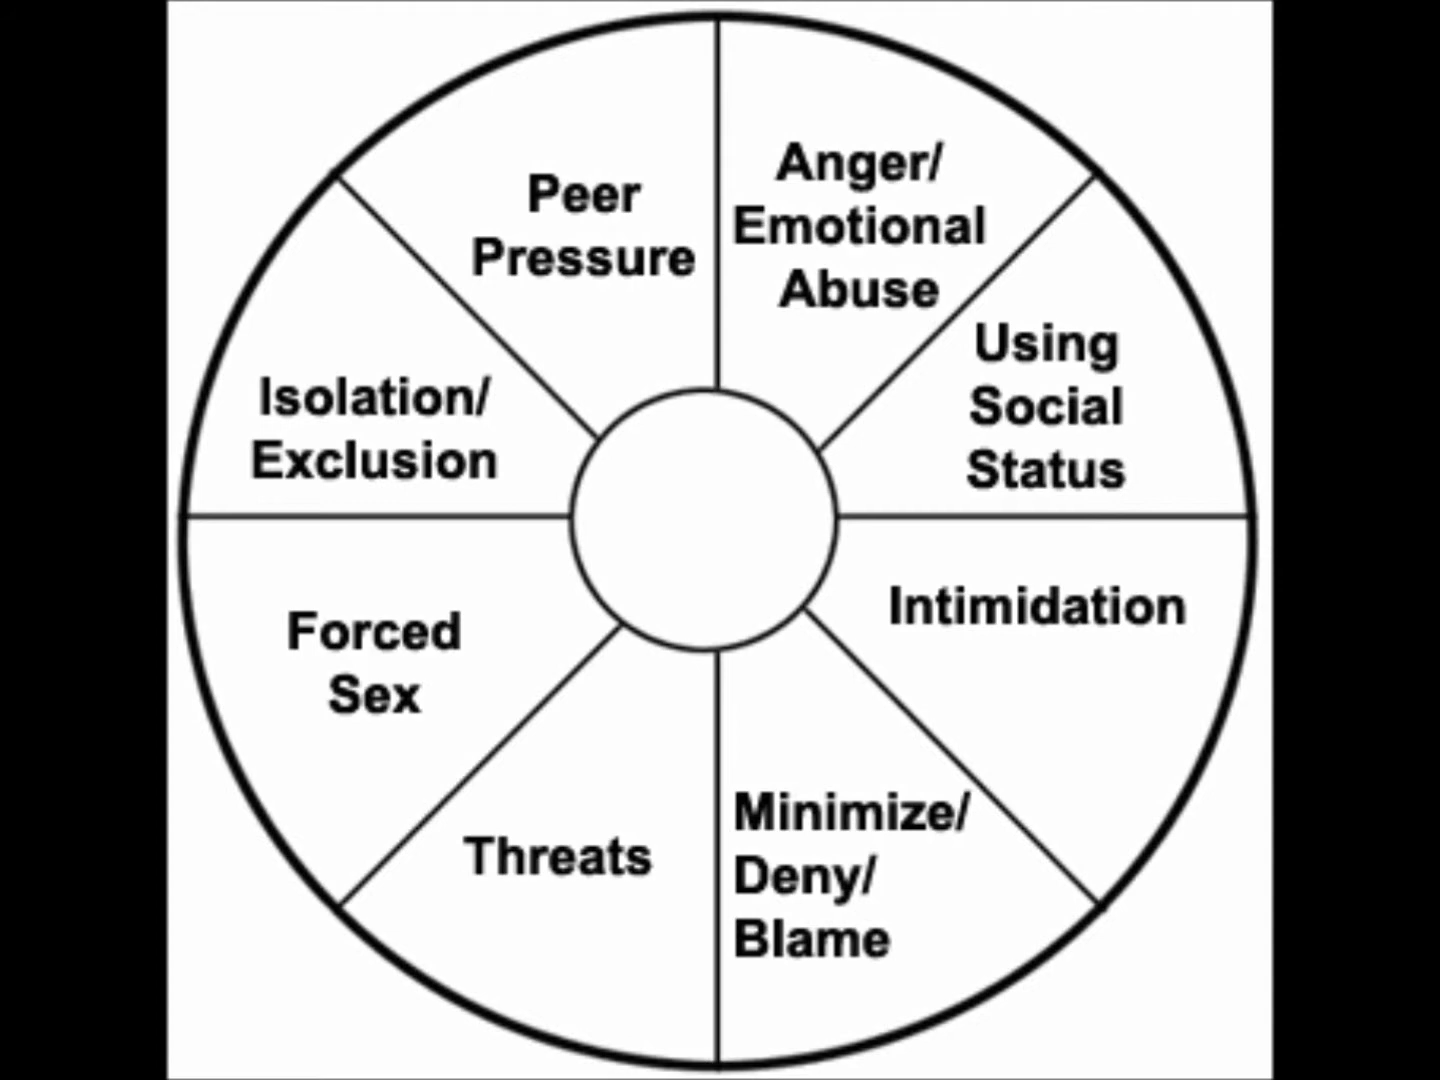 Peer
Pressure
Anger/
Emotional
Abuse
Using
Social
Status
Intimidation
Minimize/
Deny/
Blame
Threats
Forced
Sex
Isolation/
Exclusion